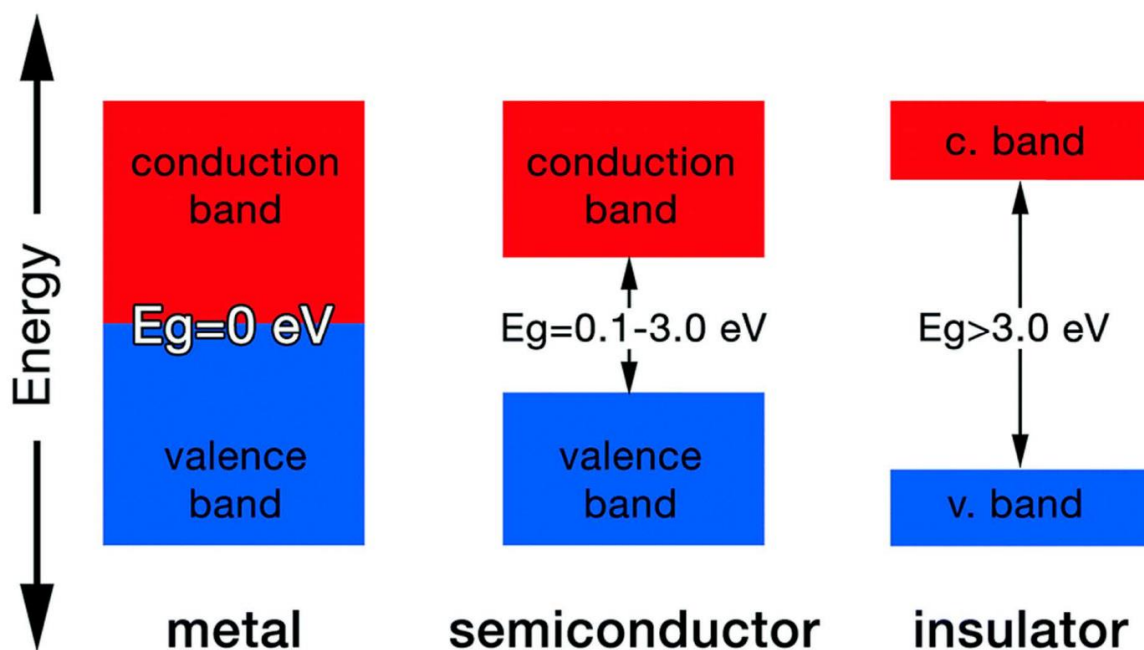 Energy
conduction
band
Eg=0 eV
valence
band
metal
conduction
band
Eg=0.1-3.0 eV
valence
band
semiconductor
c. band
Eg>3.0 eV
v. band
insulator